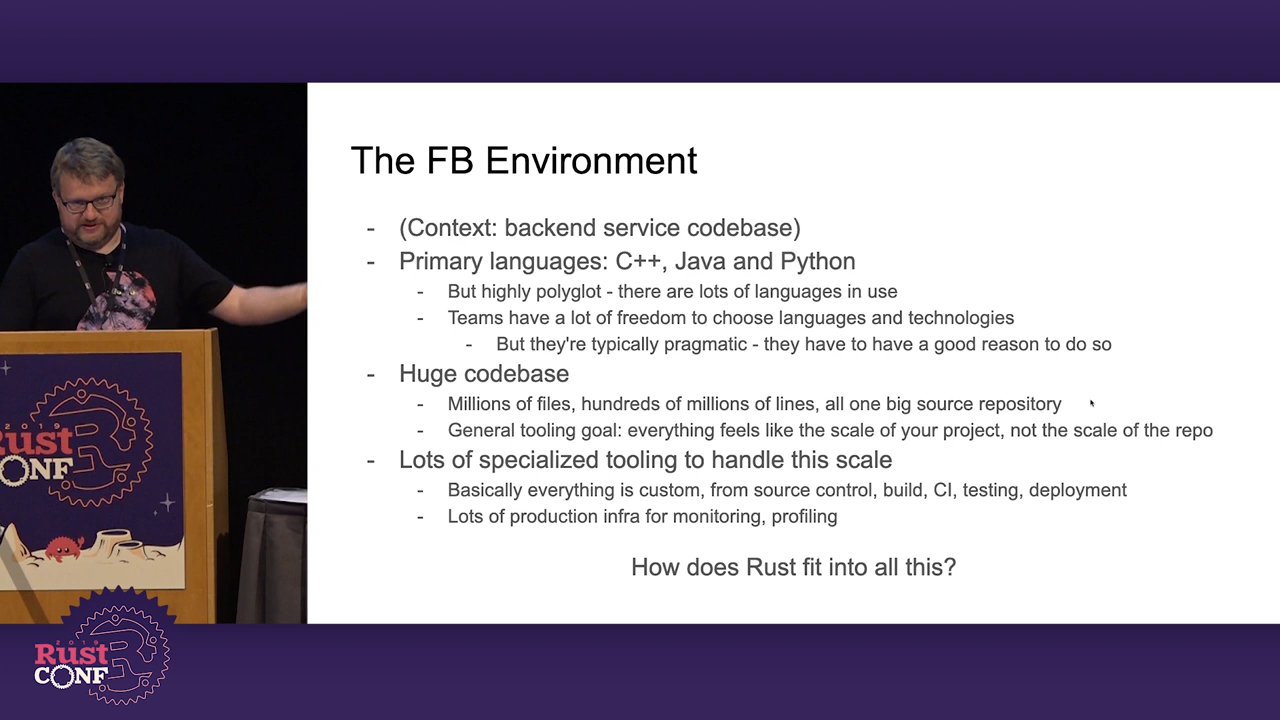 The FB Environment
- (Context: backend service codebase)
- Primary languages: C++, Java and Python
- But highly polyglot - there are lots of languages in use
- Teams have a lot of freedom to choose languages and technologies
- But they're typically pragmatic - they have to have a good reason to do so
- Huge codebase
- Millions of files, hundreds of millions of lines, all one big source repository
- General tooling goal: everything feels like the scale of your project, not the scale of the repo
- Lots of specialized tooling to handle this scale
- Basically everything is custom, from source control, build, CI, testing, deployment
- Lots of production infra for monitoring, profiling
How does Rust fit into all this?
2019
Rust
CONF
2019
Rust
CONF